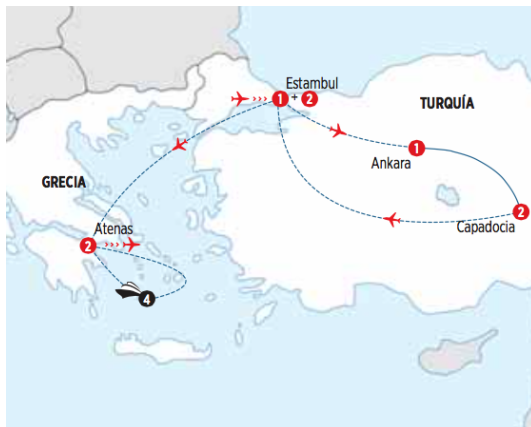 Estambul
1 + 2
TURQUÍA
1
Ankara
GRECIA
2
Capadocia
Atenas
2
4